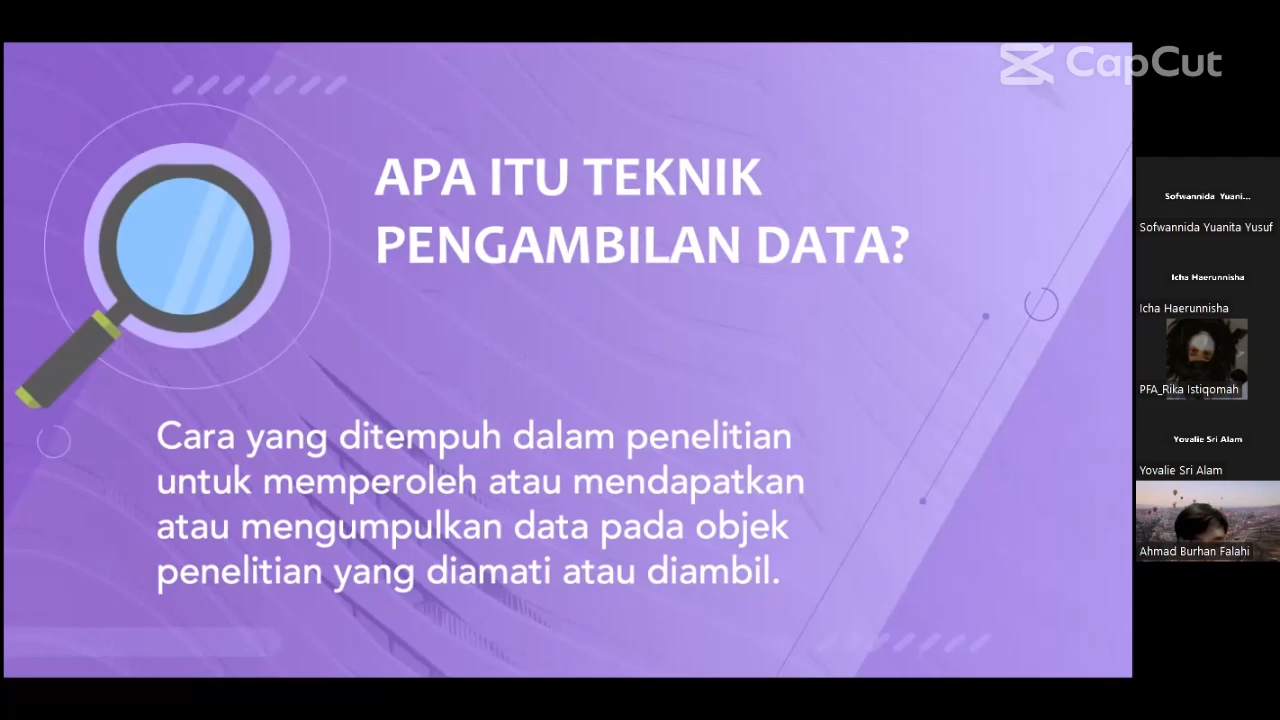 CapCut
APA ITU TEKNIK
PENGAMBILAN DATA?
Cara yang ditempuh dalam penelitian
untuk memperoleh atau mendapatkan
atau mengumpulkan data pada objek
penelitian yang diamati atau diambil.
Sofwannida Yuani...
Sofwannida Yuanita Yusuf
Icha Haerunnisha
Icha Haerunnisha
PFA_Rika Istiqomah
Yovalie Sri Alam
Yovalie Sri Alam
Ahmad Burhan Falahi